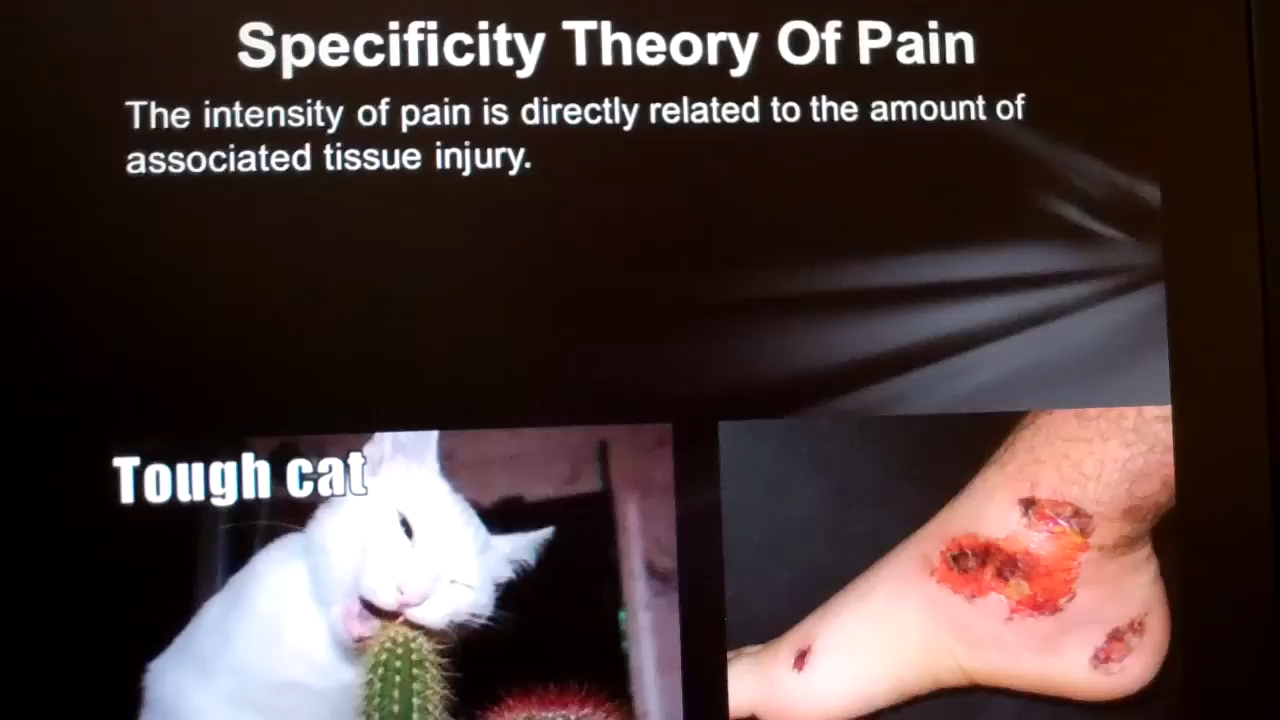 Specificity Theory Of Pain
The intensity of pain is directly related to the amount of
associated tissue injury.
Tough cat